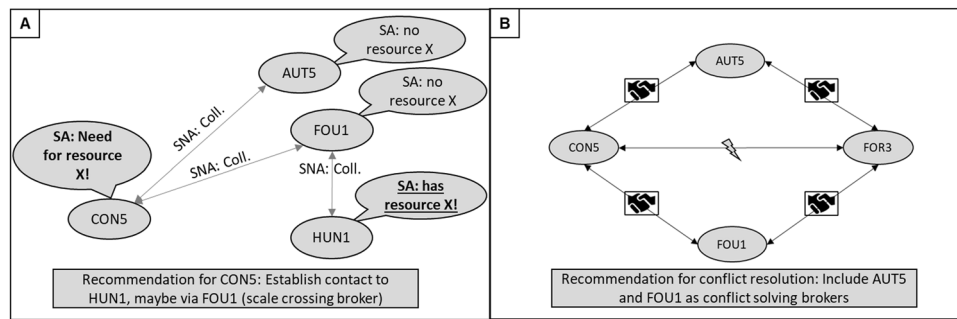 A
SA: no
resource X
AUT5
SA: no
resource X
FOU1
SNA: Coll.
SNA: Coll.
SNA: Coll.
SA: Need
for resource
X!
CON5
SA: has
resource X!
HUN1
Recommendation for CON5: Establish contact to
HUN1, maybe via FOU1 (scale crossing broker)
B
AUT5
CON5
FOR3
FOU1
Recommendation for conflict resolution: Include AUT5
and FOU1 as conflict solving brokers